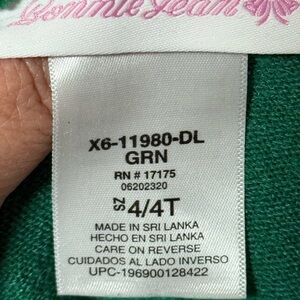 Bonnie Jean
X6-11980-DL
GRN
RN # 17175
06202320
SZ 4/4T
MADE IN SRI LANKA
HECHO EN SRI LANKA
CARE ON REVERSE
CUIDADOS AL LADO INVERSO
UPC-196900128422